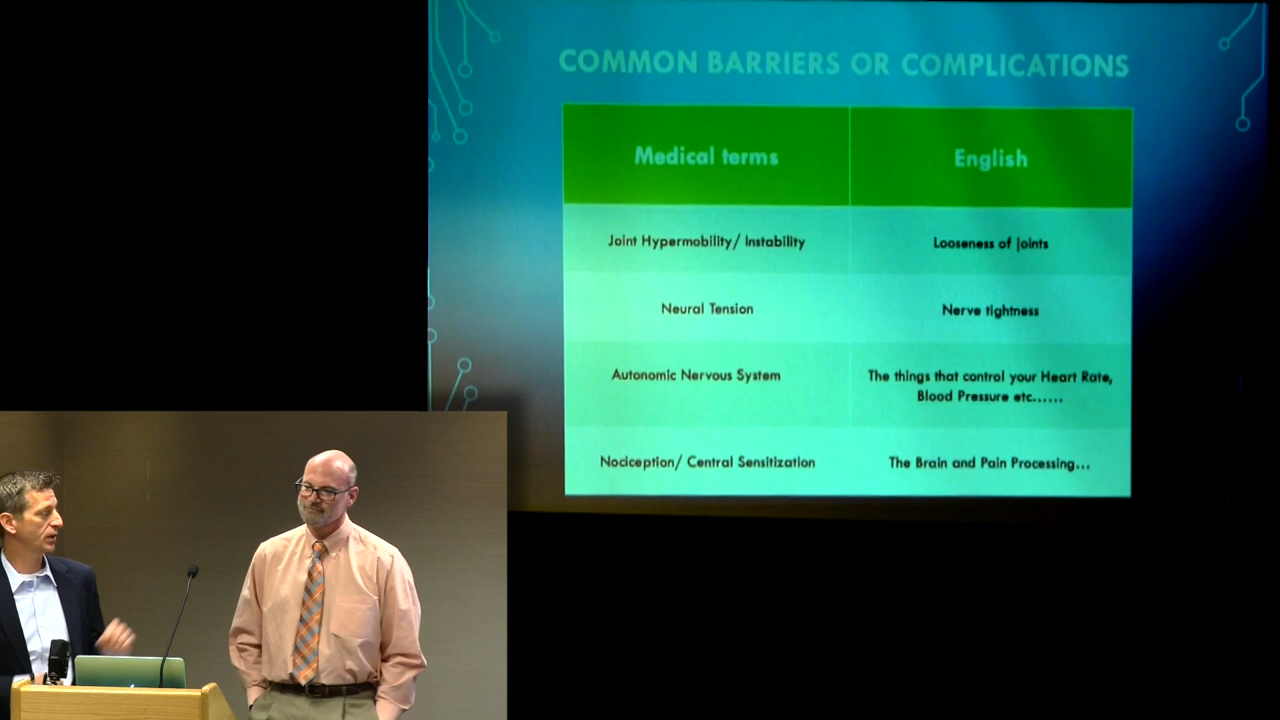 COMMON BARRIERS OR COMPLICATIONS
Medical terms
English
Joint Hypermobility/ Instability
Looseness of joints
Neural Tension
Nerve tightness
Autonomic Nervous System
The things that control your Heart Rate,
Blood Pressure etc......
Nociception/ Central Sensitization
The Brain and Pain Processing...